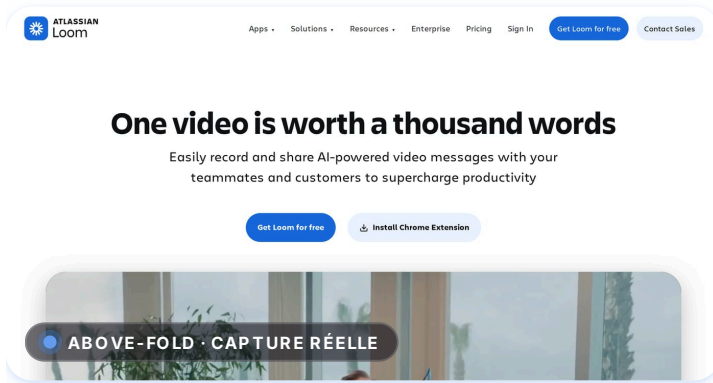 ATLASSIAN
Loom
Apps
Solutions
Resources
Enterprise
Pricing
Sign In
Get Loom for free
Contact Sales
One video is worth a thousand words
Easily record and share AI-powered video messages with your
teammates and customers to supercharge productivity
Get Loom for free
Install Chrome Extension
ABOVE-FOLD · CAPTURE RÉELLE